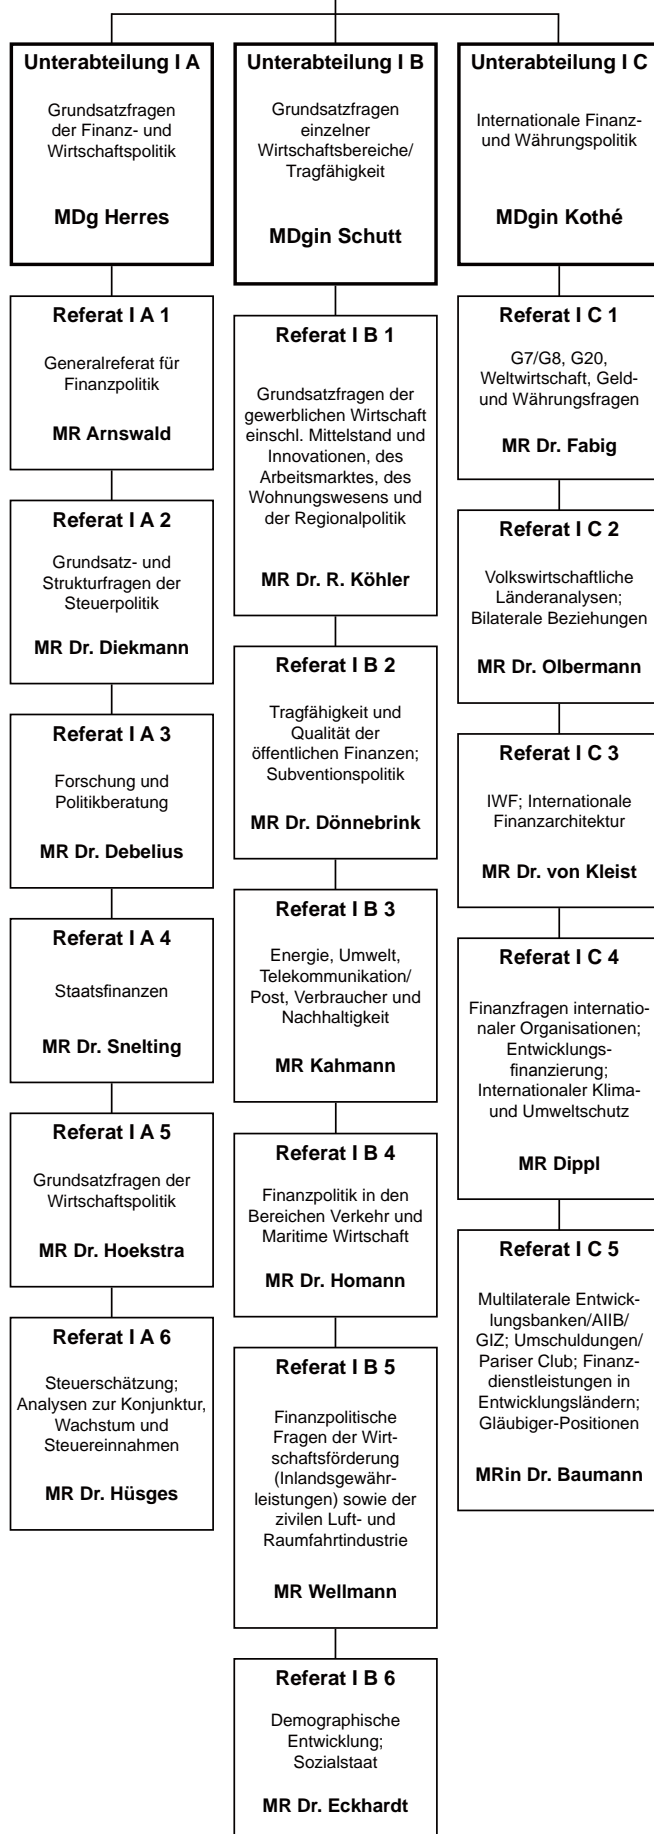 Unterabteilung I A
Grundsatzfragen
der Finanz- und
Wirtschaftspolitik
MDg Herres
Referat I A 1
Generalreferat für
Finanzpolitik
MR Arnswald
Referat I A 2
Grundsatz- und
Strukturfragen der
Steuerpolitik
MR Dr. Diekmann
Referat I A 3
Forschung und
Politikberatung
MR Dr. Debelius
Referat I A 4
Staatsfinanzen
MR Dr. Snelting
Referat I A 5
Grundsatzfragen der
Wirtschaftspolitik
MR Dr. Hoekstra
Referat I A 6
Steuerschätzung;
Analysen zur Konjunktur,
Wachstum und
Steuereinnahmen
MR Dr. Hüsges
Unterabteilung I B
Grundsatzfragen
einzelner
Wirtschaftsbereiche/
Tragfähigkeit
MDgin Schutt
Referat I B 1
Grundsatzfragen der
gewerblichen Wirtschaft
einschl. Mittelstand und
Innovationen, des
Arbeitsmarktes, des
Wohnungswesens und
der Regionalpolitik
MR Dr. R. Köhler
Referat I B 2
Tragfähigkeit und
Qualität der
öffentlichen Finanzen;
Subventionspolitik
MR Dr. Dönnebrink
Referat I B 3
Energie, Umwelt,
Telekommunikation/
Post, Verbraucher und
Nachhaltigkeit
MR Kahmann
Referat I B 4
Finanzpolitik in den
Bereichen Verkehr und
Maritime Wirtschaft
MR Dr. Homann
Referat I B 5
Finanzpolitische
Fragen der Wirt-
schaftsförderung
(Inlandsgewähr-
leistungen) sowie der
zivilen Luft- und
Raumfahrtindustrie
MR Wellmann
Referat I B 6
Demographische
Entwicklung;
Sozialstaat
MR Dr. Eckhardt
Unterabteilung I C
Internationale Finanz-
und Währungspolitik
MDgin Kothé
Referat I C 1
G7/G8, G20,
Weltwirtschaft, Geld-
und Währungsfragen
MR Dr. Fabig
Referat I C 2
Volkswirtschaftliche
Länderanalysen;
Bilaterale Beziehungen
MR Dr. Olbermann
Referat I C 3
IWF; Internationale
Finanzarchitektur
MR Dr. von Kleist
Referat I C 4
Finanzfragen internatio-
naler Organisationen;
Entwicklungs-
finanzierung;
Internationaler Klima-
und Umweltschutz
MR Dippl
Referat I C 5
Multilaterale Entwick-
lungsbanken/AIIB/
GIZ; Umschuldungen/
Pariser Club; Finanz-
dienstleistungen in
Entwicklungsländern;
Gläubiger-Positionen
MRin Dr. Baumann